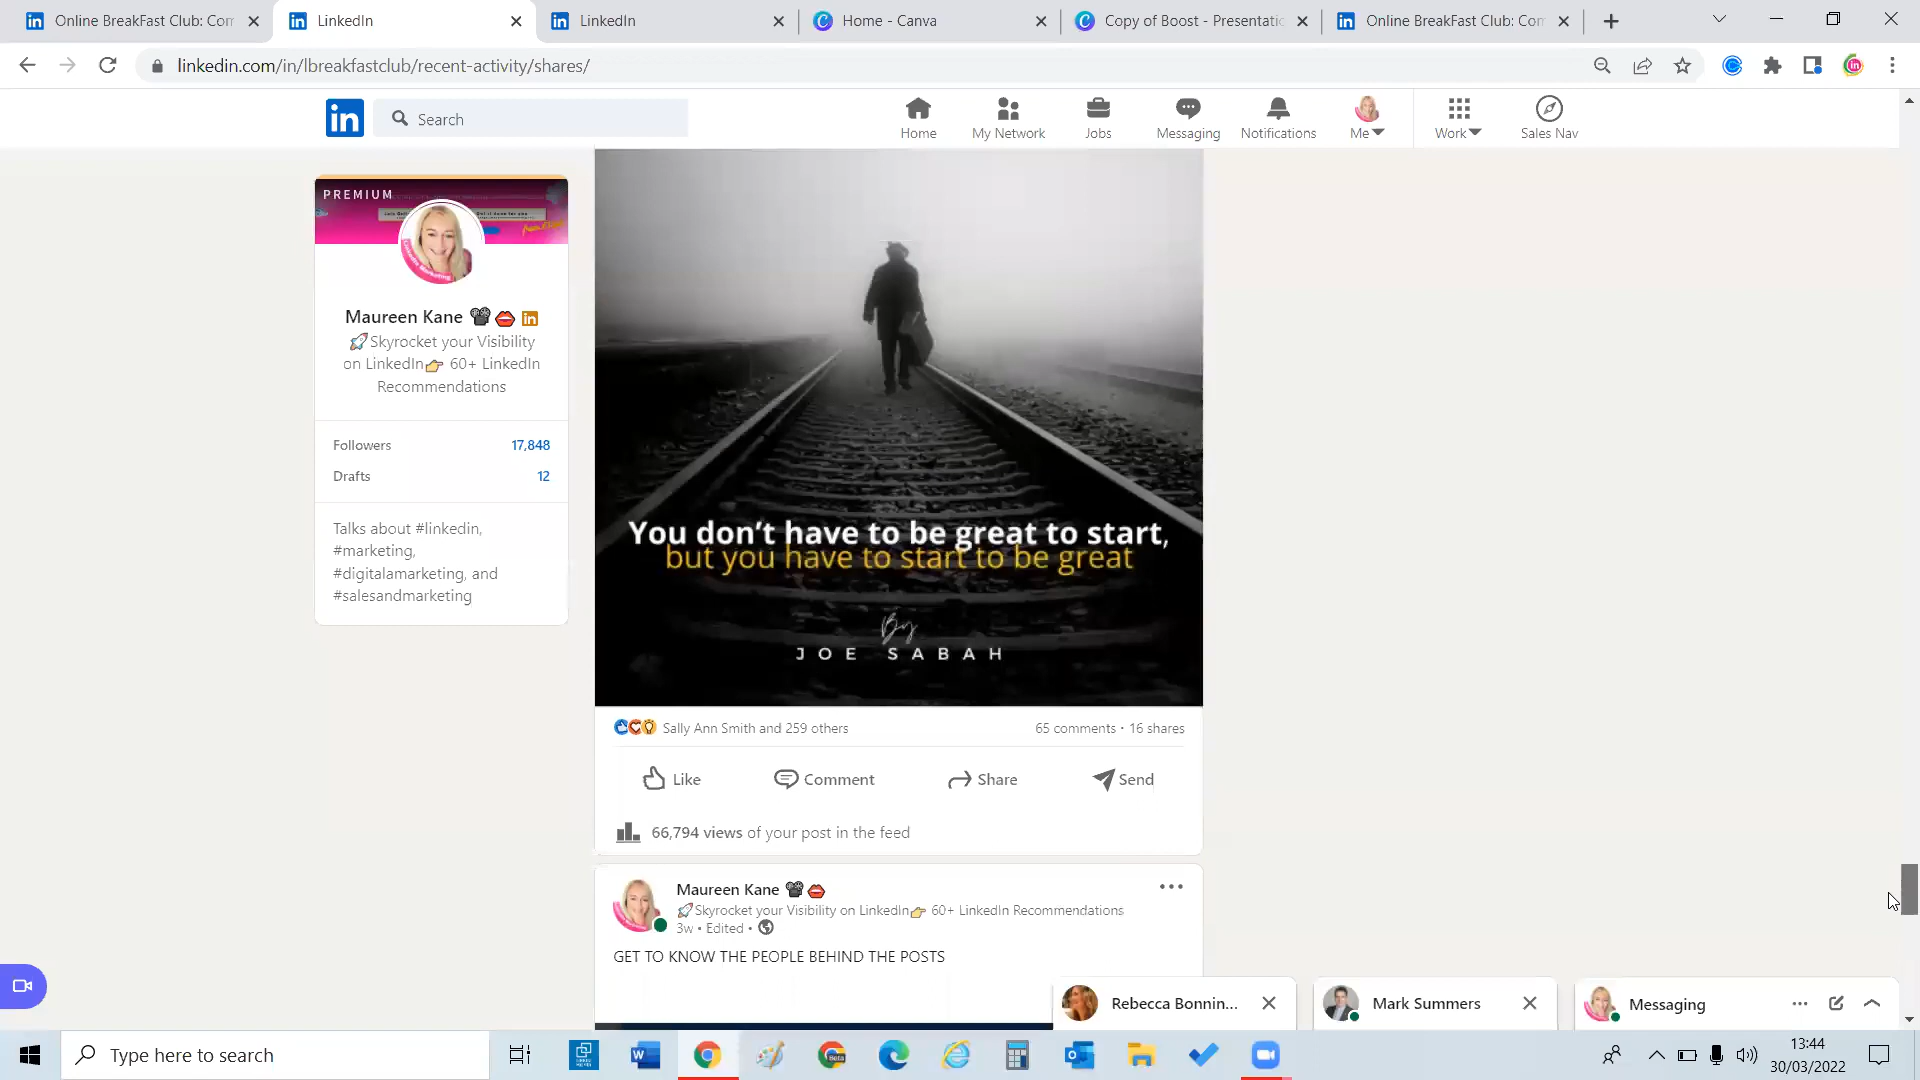 Online BreakFast Club: Con
LinkedIn
LinkedIn
Home - Canva
Copy of Boost - Presentatic
Online BreakFast Club: Con
linkedin.com/in/lbreakfastclub/recent-activity/shares/
in
Search
Home
My Network
Jobs
Messaging
Notifications
Me
Work
Sales Nav
PREMIUM
LinkedIn Marketing
Maureen Kane
Skyrocket your Visibility
on LinkedIn 60+ LinkedIn
Recommendations
Followers 17,848
Drafts 12
Talks about #linkedin,
#marketing,
#digitalamarketing, and
#salesandmarketing
You don't have to be great to start,
but you have to start to be great
By
JOE SABAH
Sally Ann Smith and 259 others
65 comments • 16 shares
Like
Comment
Share
Send
66,794 views of your post in the feed
Maureen Kane
Skyrocket your Visibility on LinkedIn 60+ LinkedIn Recommendations
3w • Edited •
GET TO KNOW THE PEOPLE BEHIND THE POSTS
Rebecca Bonnin...
Mark Summers
Messaging
Type here to search
Beta
13:44
30/03/2022